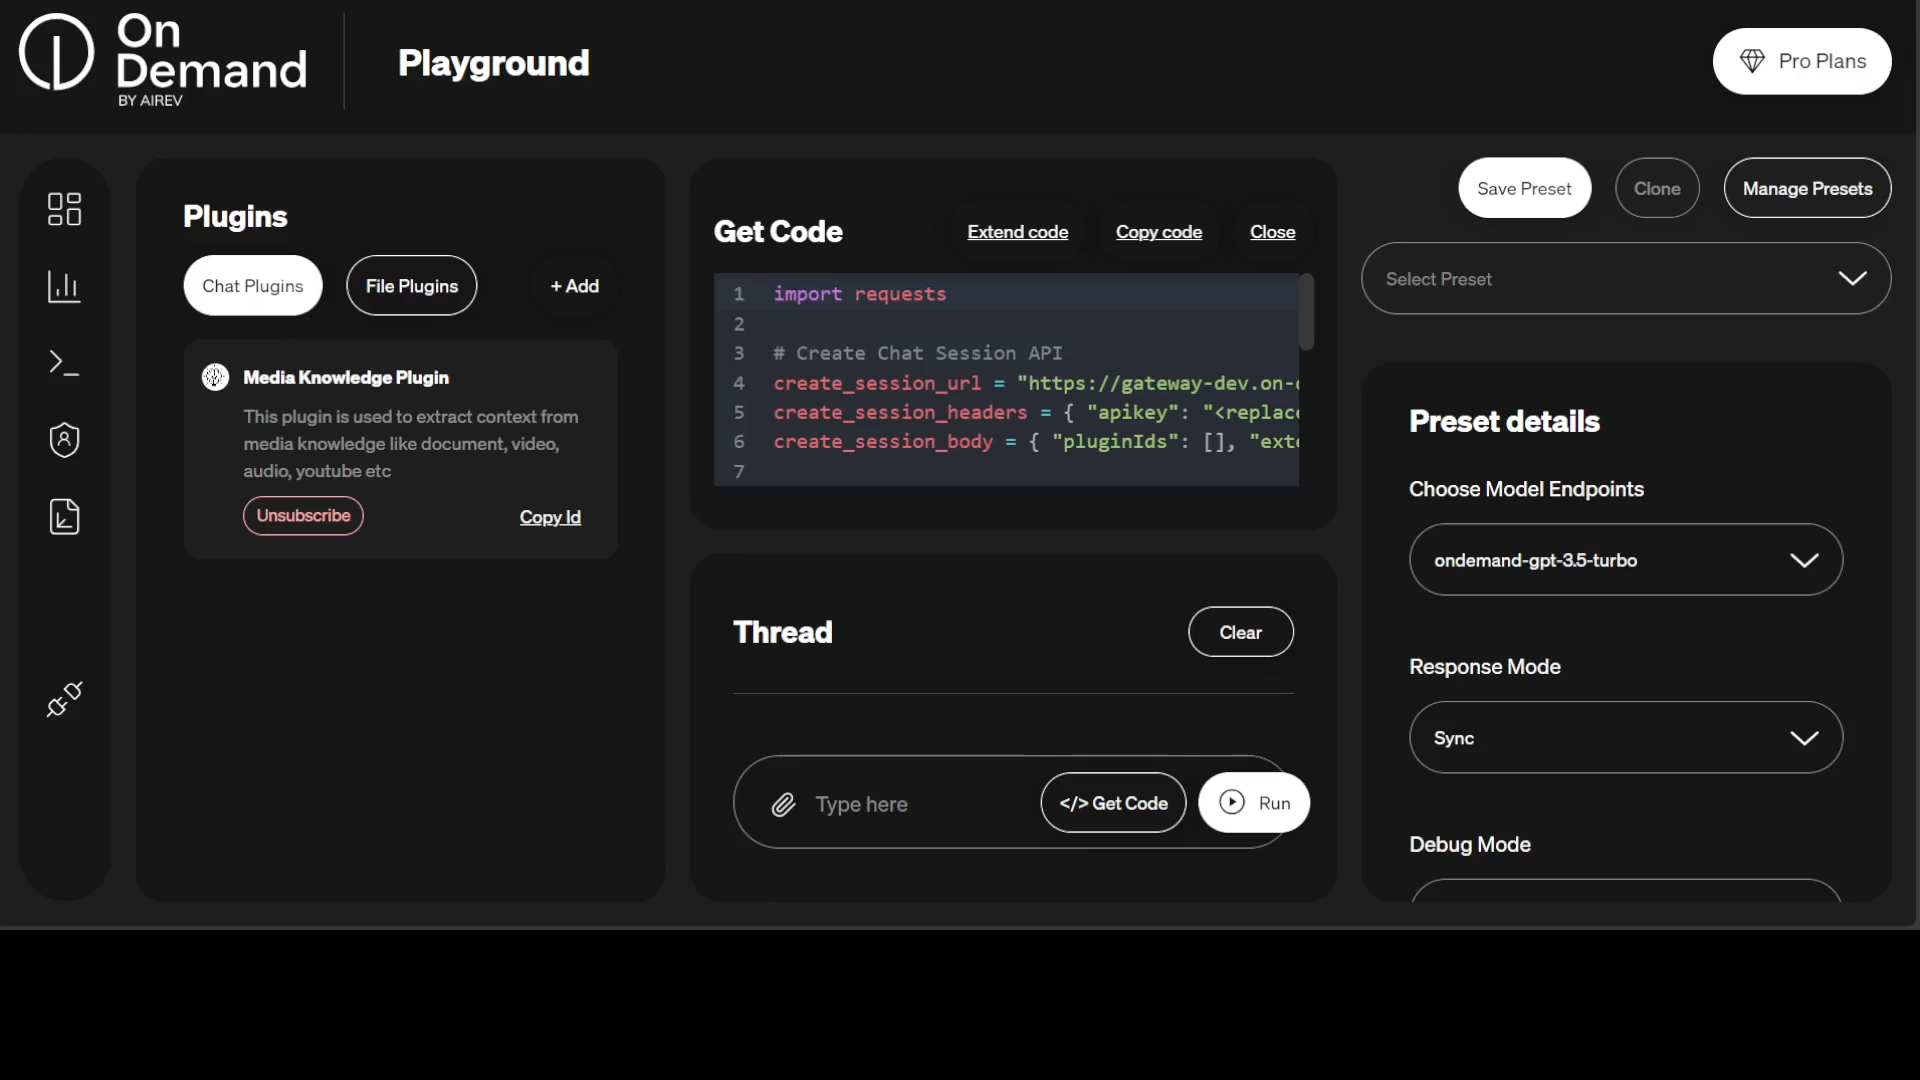 On
Demand
BY AIREV
Playground
Pro Plans
Plugins
Chat Plugins
File Plugins
+ Add
Media Knowledge Plugin
This plugin is used to extract context from
media knowledge like document, video,
audio, youtube etc
Unsubscribe
Copy Id
Get Code
Extend code
Copy code
Close
1 import requests
2
3 # Create Chat Session API
4 create_session_url = "https://gateway-dev.on-
5 create_session_headers = { "apikey": "<replac
6 create_session_body = { "pluginIds": [], "ext
7
Thread
Clear
Type here
</> Get Code
Run
Save Preset
Clone
Manage Presets
Select Preset
Preset details
Choose Model Endpoints
ondemand-gpt-3.5-turbo
Response Mode
Sync
Debug Mode